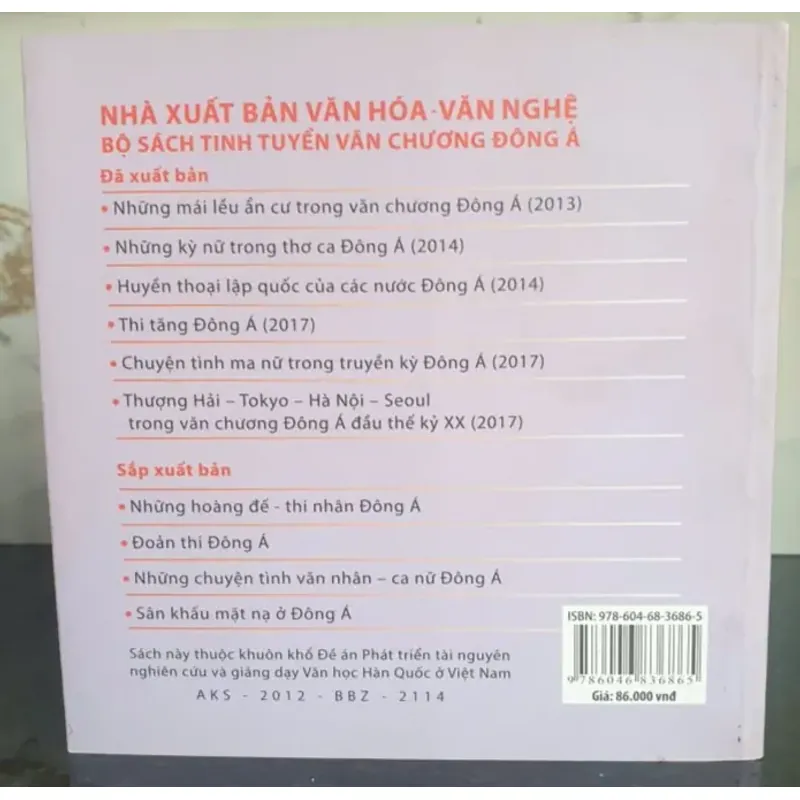 NHÀ XUẤT BẢN VĂN HÓA - VĂN NGHỆ
BỘ SÁCH TINH TUYỂN VĂN CHƯƠNG ĐÔNG Á
Đã xuất bản
• Những mái lều ẩn cư trong văn chương Đông Á (2013)
• Những kỳ nữ trong thơ ca Đông Á (2014)
• Huyền thoại lập quốc của các nước Đông Á (2014)
• Thi tăng Đông Á (2017)
• Chuyện tình ma nữ trong truyền kỳ Đông Á (2017)
• Thượng Hải – Tokyo – Hà Nội – Seoul
trong văn chương Đông Á đầu thế kỷ XX (2017)
Sắp xuất bản
• Những hoàng đế - thi nhân Đông Á
• Đoản thi Đông Á
• Những chuyện tình văn nhân – ca nữ Đông Á
• Sân khấu mặt nạ ở Đông Á
Sách này thuộc khuôn khổ Đề án Phát triển tài nguyên
nghiên cứu và giảng dạy Văn học Hàn Quốc ở Việt Nam
AKS - 2012 - BBZ - 2114
ISBN: 978-604-68-3686-5
9 786046 836865
Giá: 86.000 vnđ